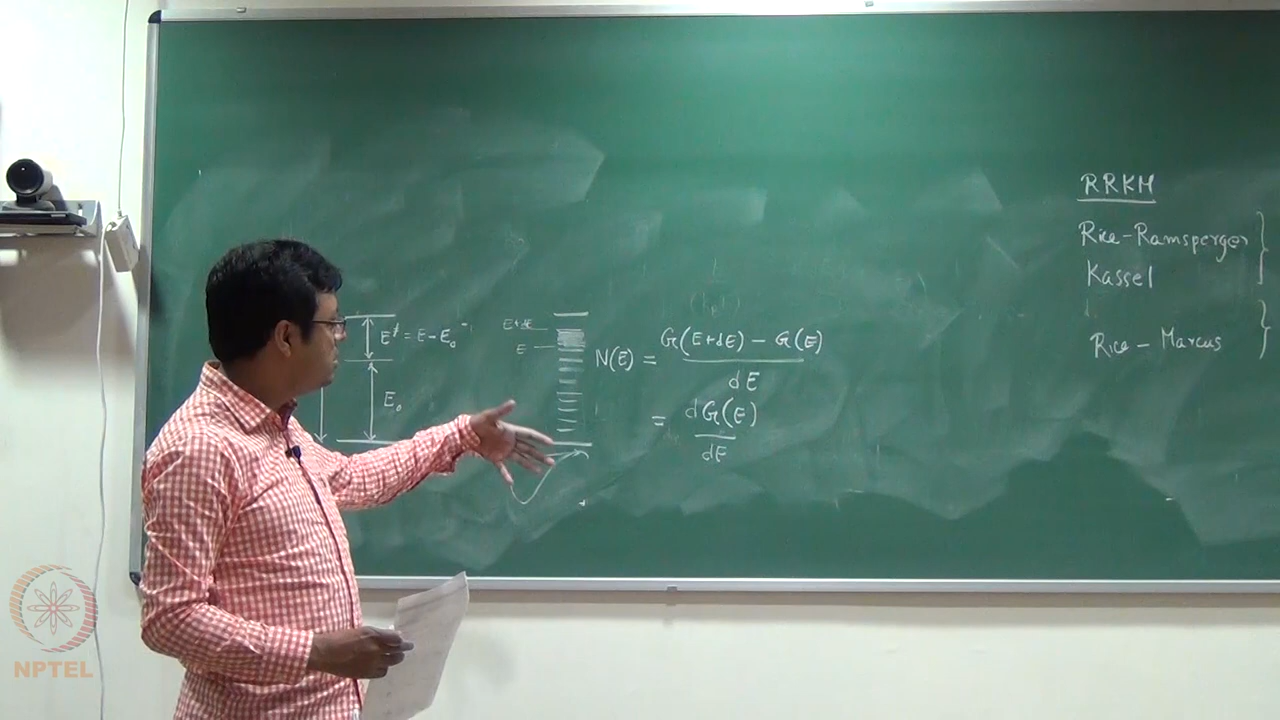 E‡ = E − E₀
E₀
E+dE
E
N(E) = G(E+dE) − G(E)
dE
= dG(E)
dE
RRKM
Rice-Ramsperger
Kassel
Rice-Marcus
NPTEL